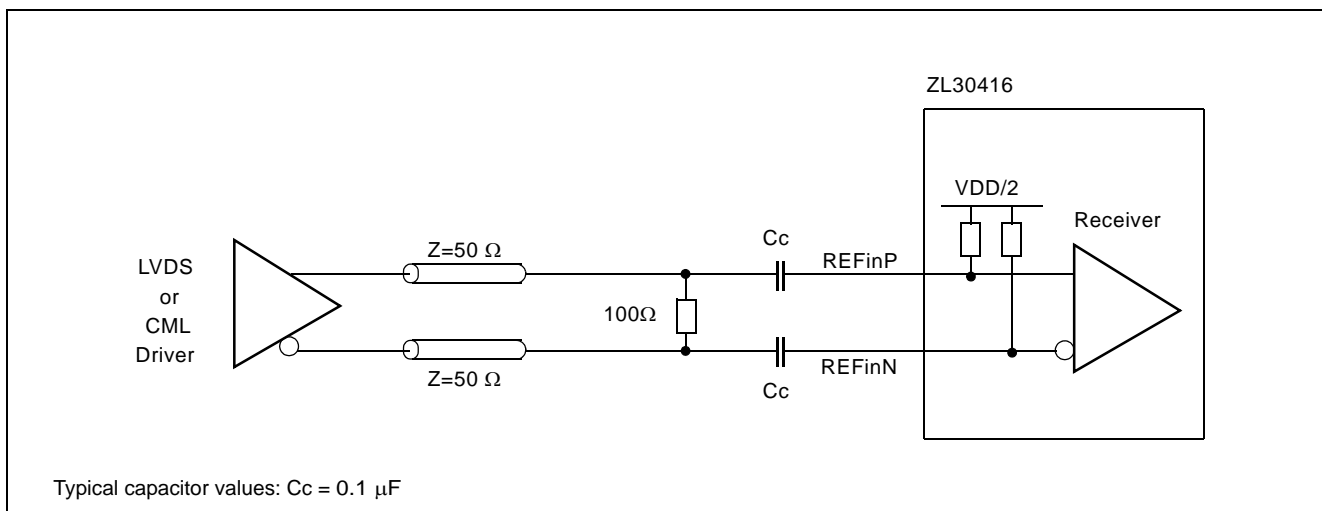 ZL30416
VDD/2
Receiver
Z=50 Ω
Cc
REFinP
LVDS
or
CML
Driver
100Ω
Z=50 Ω
Cc
REFinN
Typical capacitor values: Cc = 0.1 μF